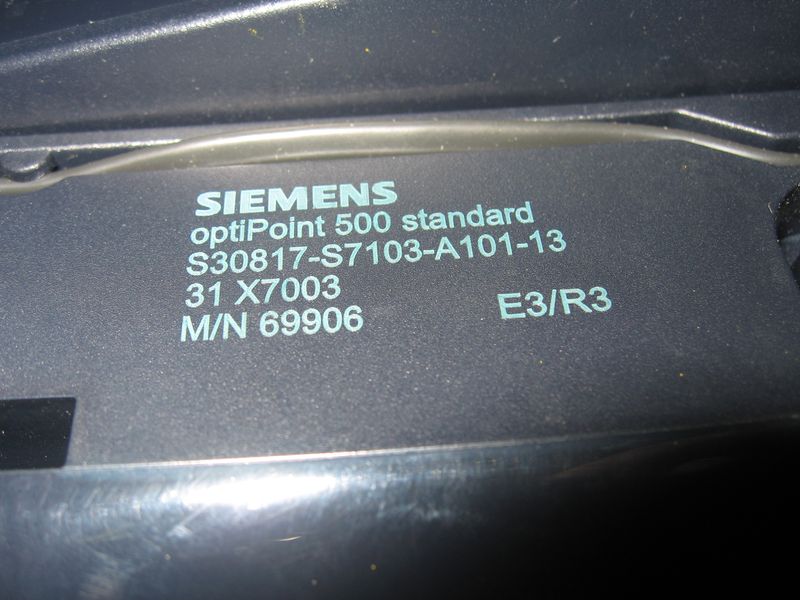 SIEMENS
optiPoint 500 standard
S30817-S7103-A101-13
31 X7003
M/N 69906 E3/R3